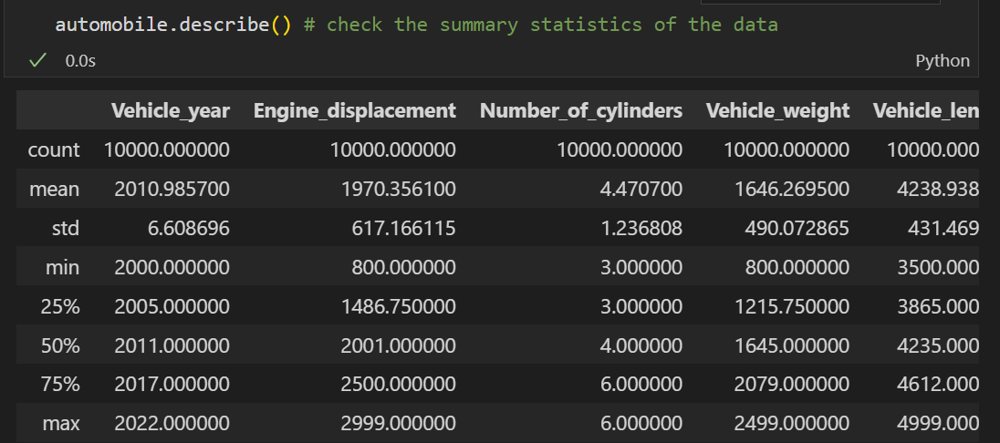 automobile.describe() # check the summary statistics of the data
0.0s Python
Vehicle_year Engine_displacement Number_of_cylinders Vehicle_weight Vehicle_len
count 10000.000000 10000.000000 10000.000000 10000.000000 10000.000
mean 2010.985700 1970.356100 4.470700 1646.269500 4238.938
std 6.608696 617.166115 1.236808 490.072865 431.469
min 2000.000000 800.000000 3.000000 800.000000 3500.000
25% 2005.000000 1486.750000 3.000000 1215.750000 3865.000
50% 2011.000000 2001.000000 4.000000 1645.000000 4235.000
75% 2017.000000 2500.000000 6.000000 2079.000000 4612.000
max 2022.000000 2999.000000 6.000000 2499.000000 4999.000